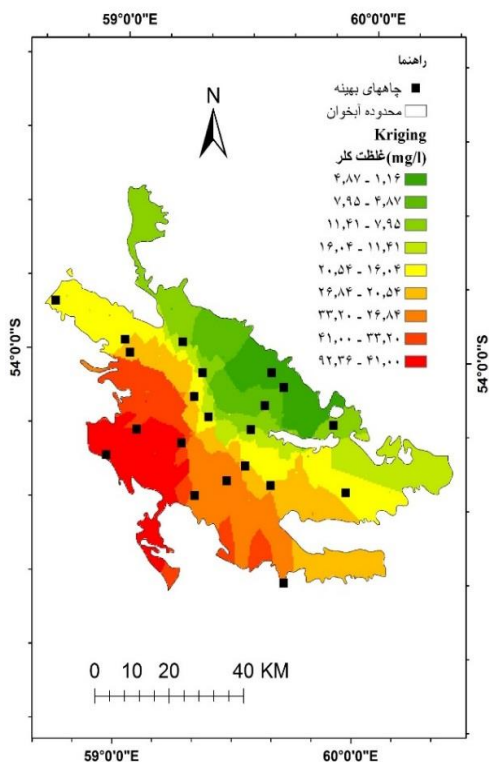 59°0'0"E
60°0'0"E
راهنما
چاههای بهینه
محدوده آبخوان
Kriging
غلظت کلر(mg/l)
۴,۸۷ - ۱,۱۶
۷,۹۵ - ۴,۸۷
۱۱,۴۱ - ۷,۹۵
۱۶,۰۴ - ۱۱,۴۱
۲۰,۵۴ - ۱۶,۰۴
۲۶,۸۴ - ۲۰,۵۴
۳۳,۲۰ - ۲۶,۸۴
۴۱,۰۰ - ۳۳,۲۰
۹۲,۳۶ - ۴۱,۰۰
N
54°0'0"S
54°0'0"S
0 10 20 40 KM
59°0'0"E
60°0'0"E